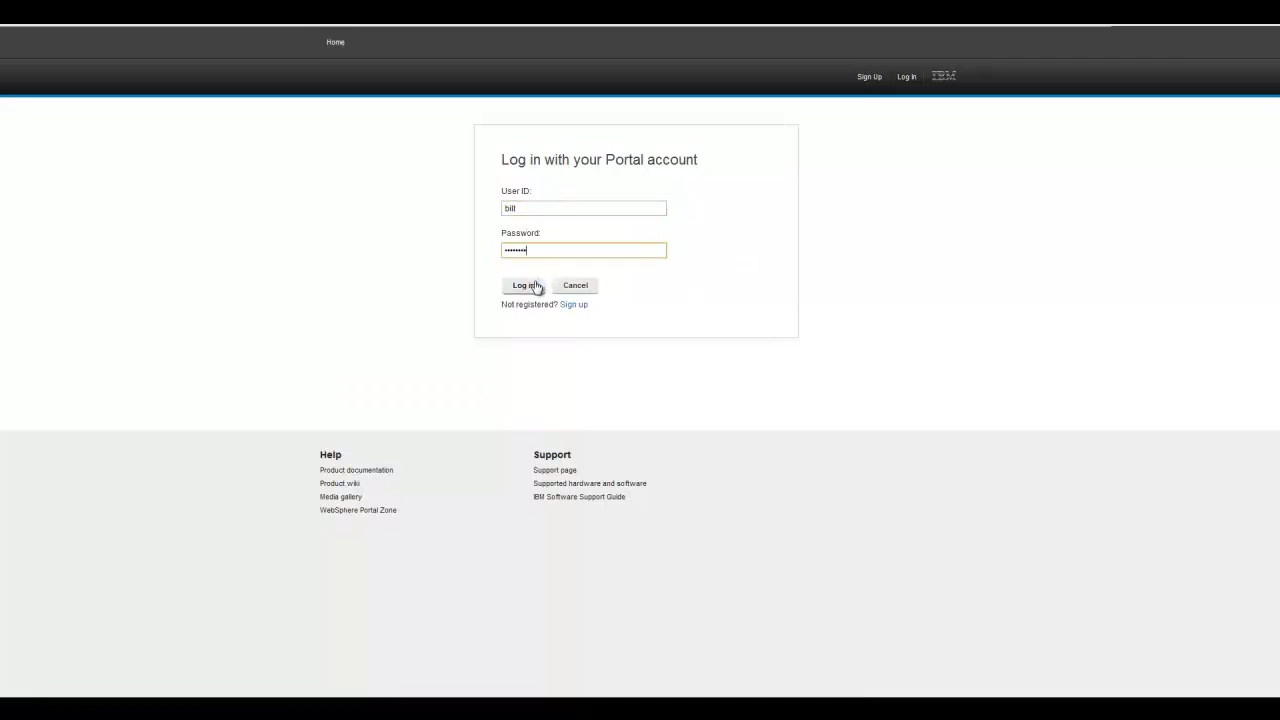 Home
Sign Up Log In IBM
Log in with your Portal account
User ID:
bill
Password:
••••••••
Log in Cancel
Not registered? Sign up
Help
Product documentation
Product wiki
Media gallery
WebSphere Portal Zone
Support
Support page
Supported hardware and software
IBM Software Support Guide